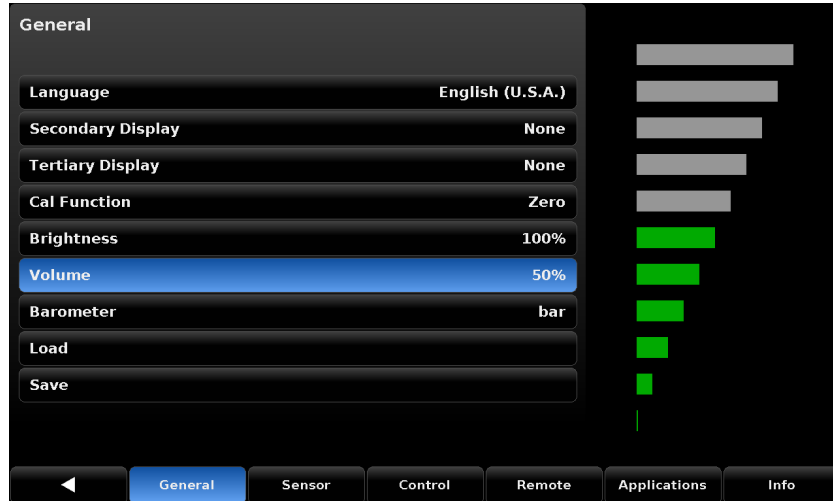 General
Language English (U.S.A.)
Secondary Display None
Tertiary Display None
Cal Function Zero
Brightness 100%
Volume 50%
Barometer bar
Load
Save
General Sensor Control Remote Applications Info